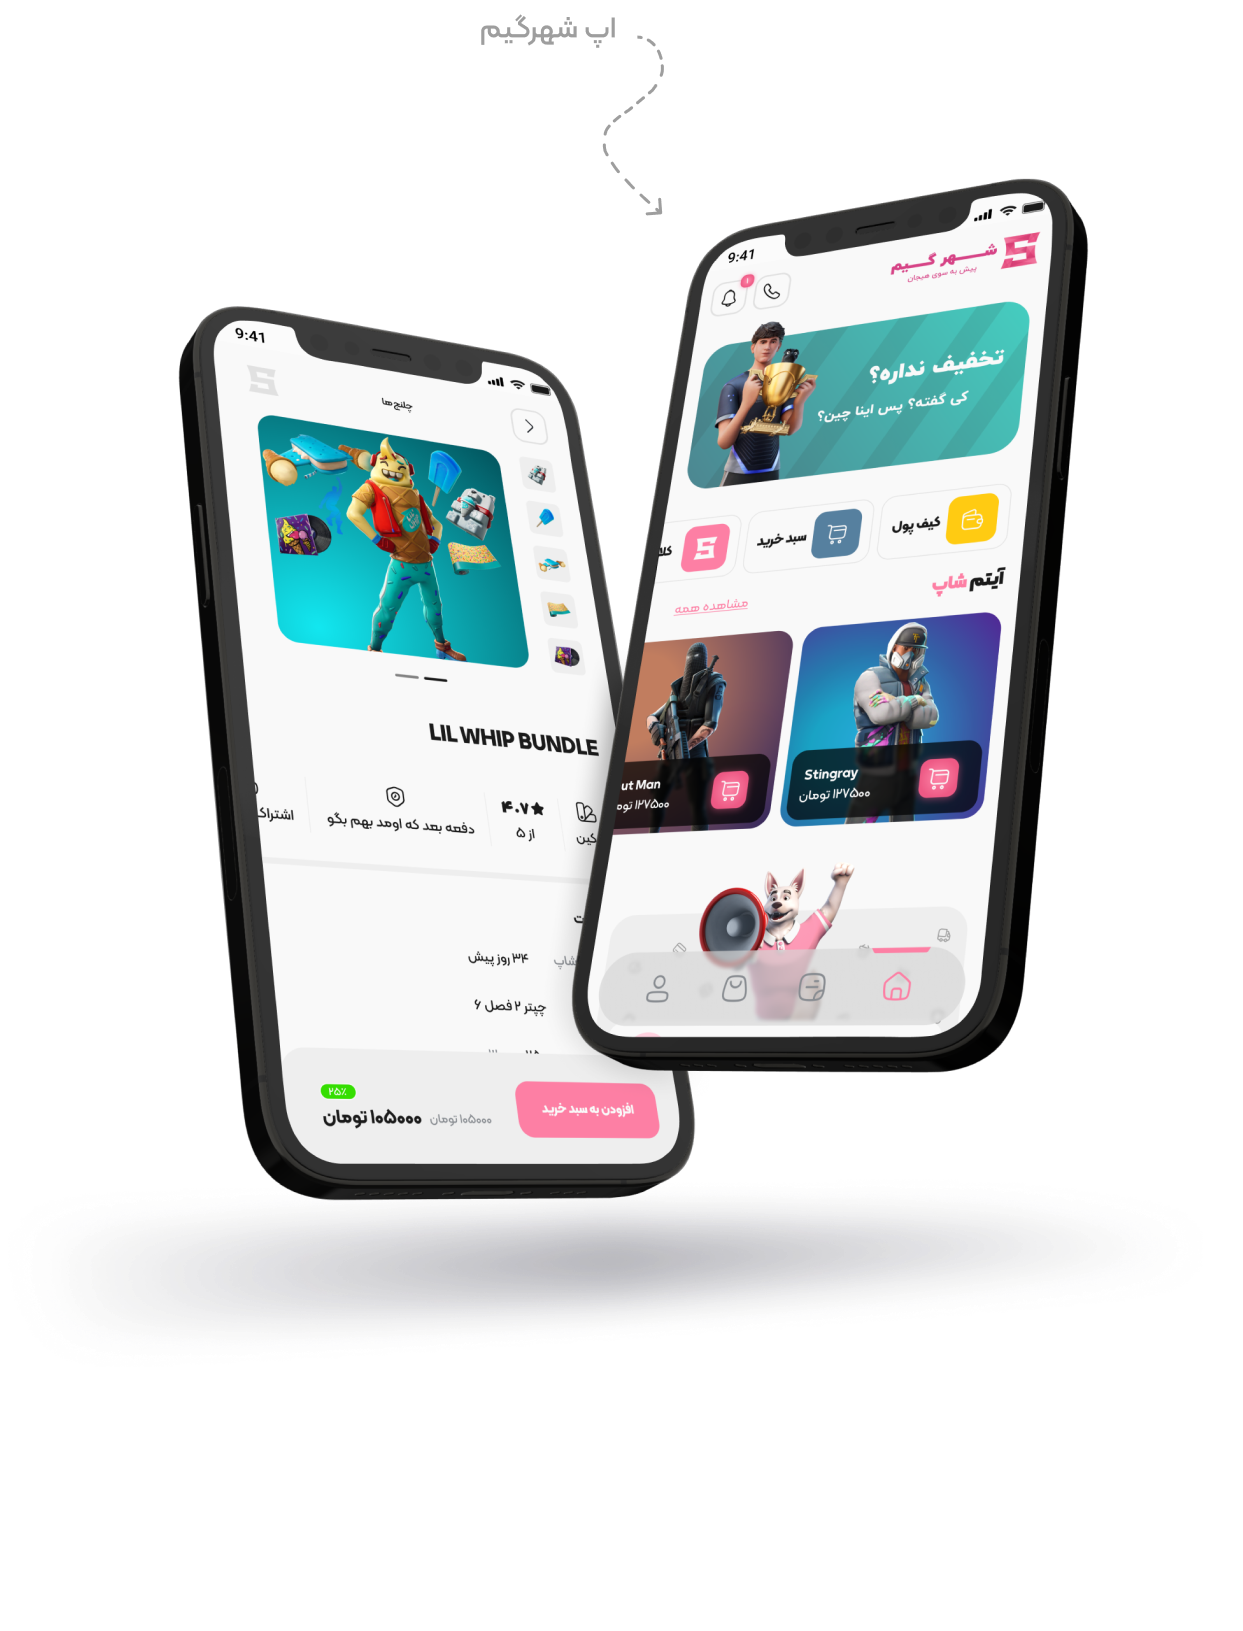 اپ شهرگیم
9:41
شهر گیم
پیش به سوی هیجان
۱
تخفیف نداره؟
کی گفته؟ پس اینا چین؟
کیف پول
سبد خرید
آیتم شاپ
مشاهده همه
Stingray
۱۲۷۵۰۰ تومان
ut Man
۱۲۷۵۰۰
9:41
چلنج ها
LIL WHIP BUNDLE
۴.۷
از ۵
دفعه بعد که اومد بهم بگو
۳۴ روز پیش
شاپ
چپتر ۲ فصل ۶
افزودن به سبد خرید
۲۵٪
۱۰۵۰۰۰ تومان
۱۰۵۰۰۰ تومان